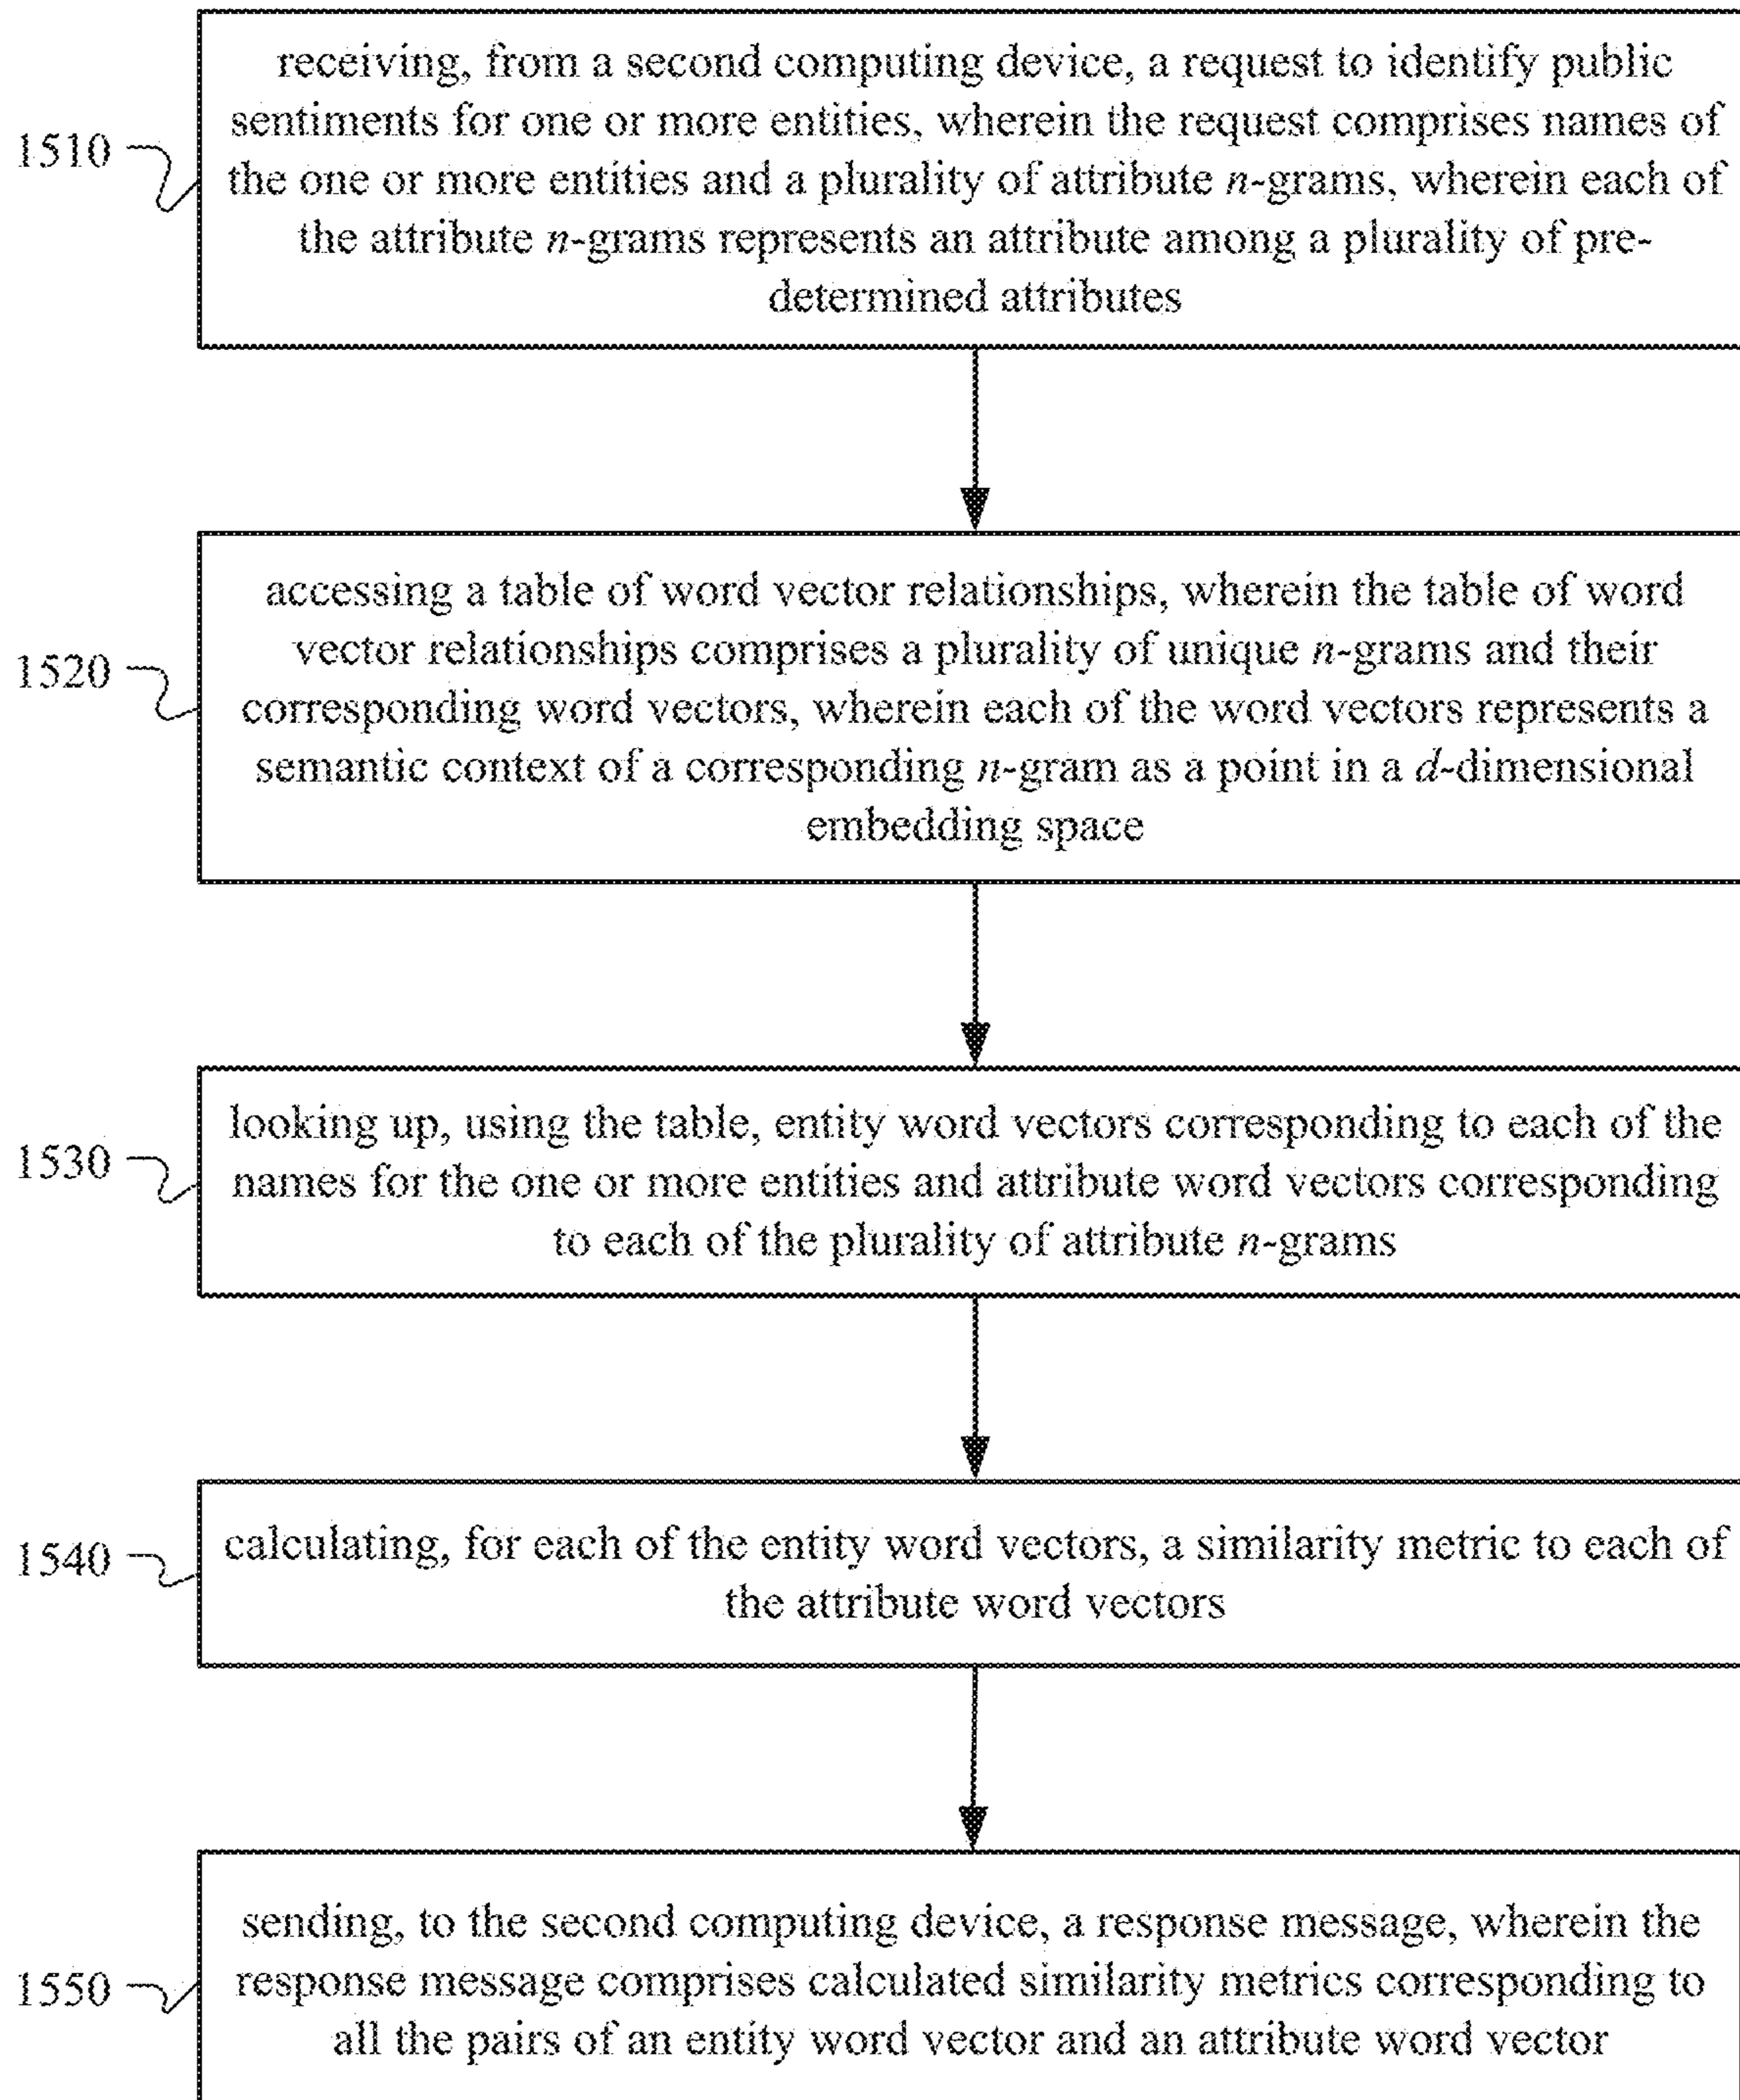 receiving, from a second computing device, a request to identify public
sentiments for one or more entities, wherein the request comprises names of
1510
the one or more entities and a plurality of attribute n-grams, wherein each of
the attribute n-grams represents an attribute among a plurality of pre-
determined attributes
accessing a table of word vector relationships, wherein the table of word
vector relationships comprises a plurality of unique n-grams and their
1520
corresponding word vectors, wherein each of the word vectors represents a
semantic context of a corresponding n-gram as a point in a d-dimensional
embedding space
looking up, using the table, entity word vectors corresponding to each of the
1530
names for the one or more entities and attribute word vectors corresponding
to each of the plurality of attribute n-grams
calculating, for each of the entity word vectors, a similarity metric to each of
1540
the attribute word vectors
sending, to the second computing device, a response message, wherein the
1550
response message comprises calculated similarity metrics corresponding to
all the pairs of an entity word vector and an attribute word vector